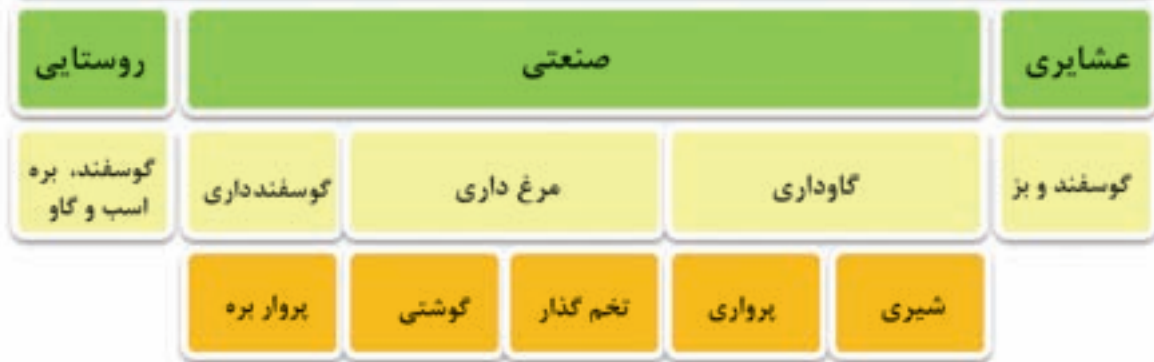 عشایری
صنعتی
روستایی
گوسفند و بز
گاوداری
مرغ داری
گوسفندداری
گوسفند، بره
اسب و گاو
شیری
پرواری
تخم گذار
گوشتی
پروار بره